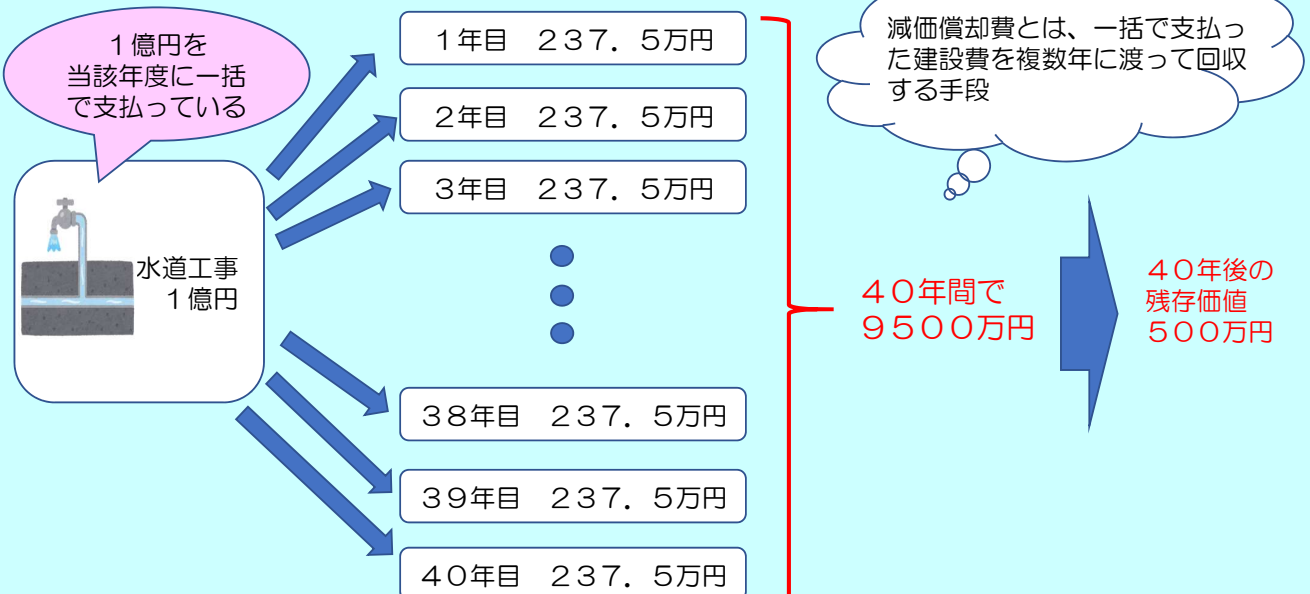 １億円を
当該年度に一括
で支払っている
水道工事
１億円
１年目　２３７．５万円
２年目　２３７．５万円
３年目　２３７．５万円
３８年目　２３７．５万円
３９年目　２３７．５万円
４０年目　２３７．５万円
減価償却費とは、一括で支払っ
た建設費を複数年に渡って回収
する手段
４０年間で
９５００万円
４０年後の
残存価値
５００万円